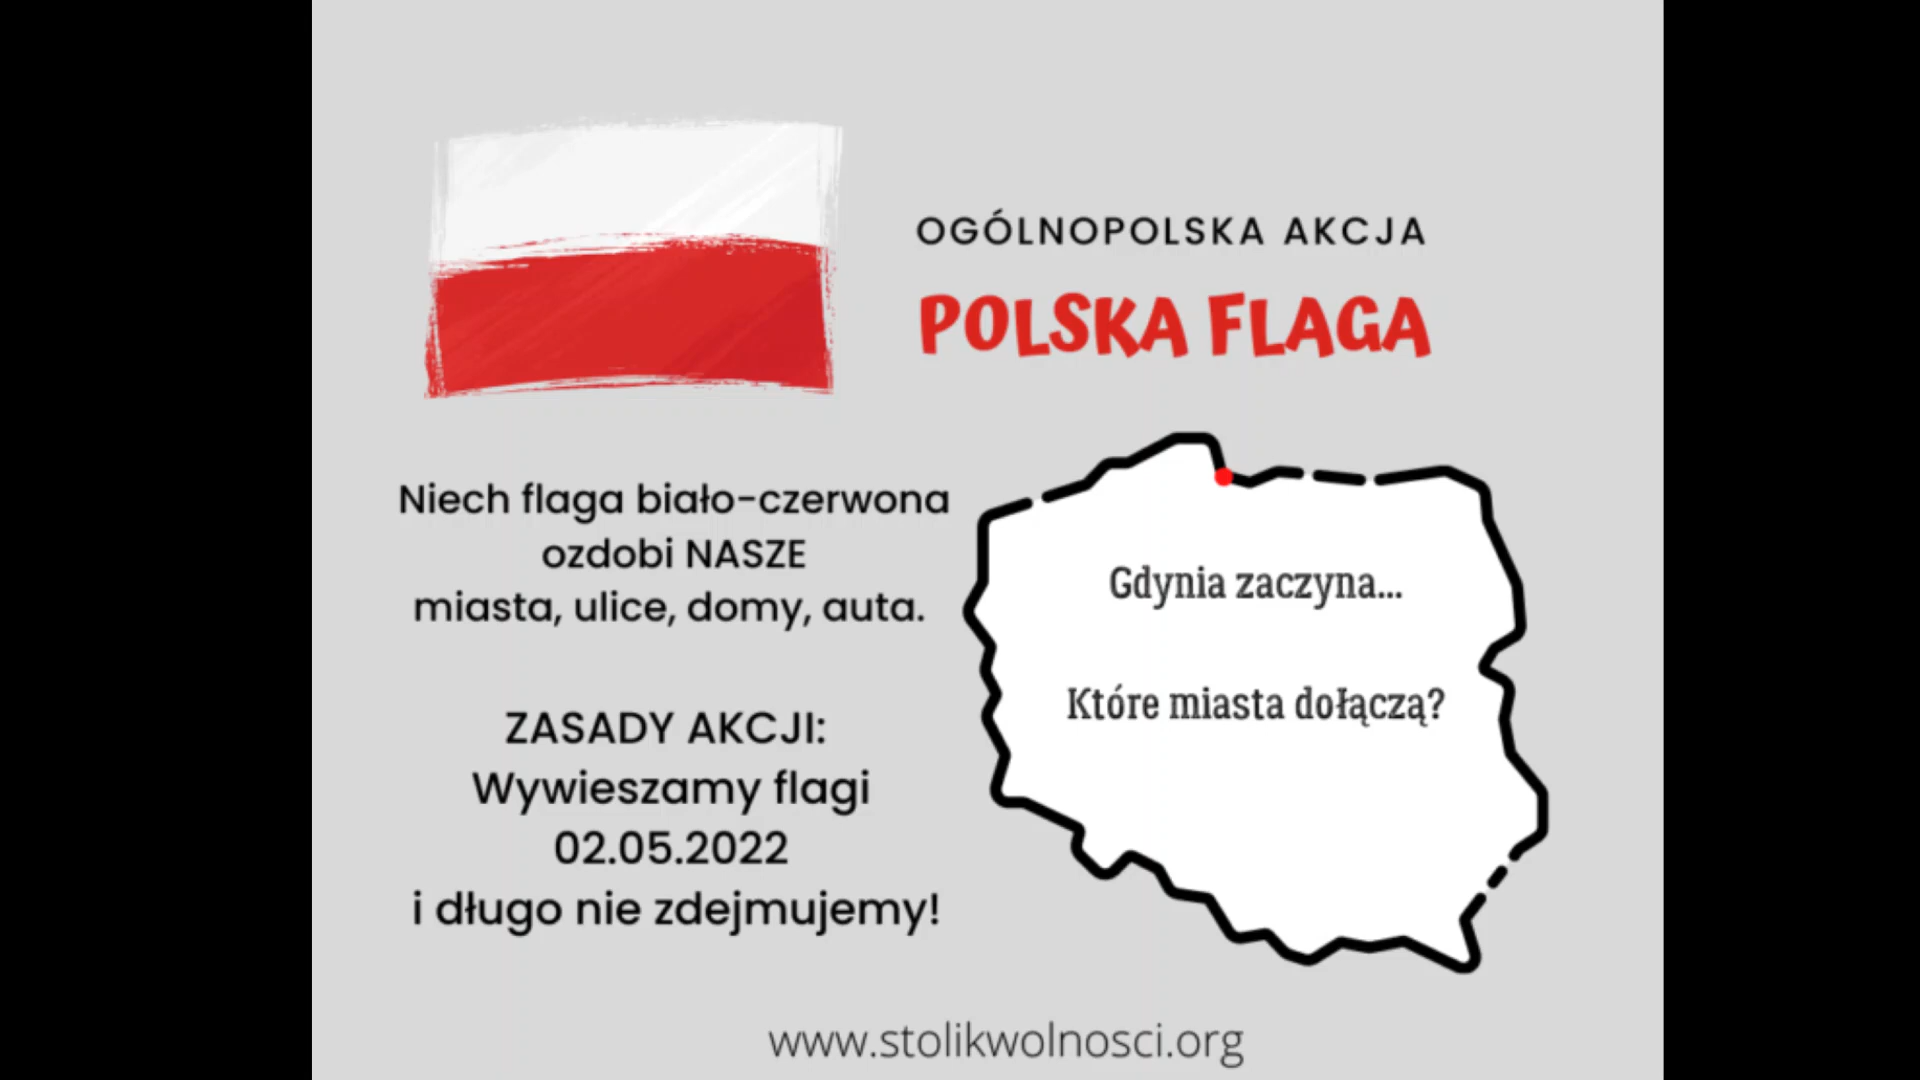 OGÓLNOPOLSKA AKCJA
POLSKA FLAGA
Niech flaga biało-czerwona
ozdobi NASZE
miasta, ulice, domy, auta.
ZASADY AKCJI:
Wywieszamy flagi
02.05.2022
i długo nie zdejmujemy!
Gdynia zaczyna...
Które miasta dołączą?
www.stolikwolnosci.org